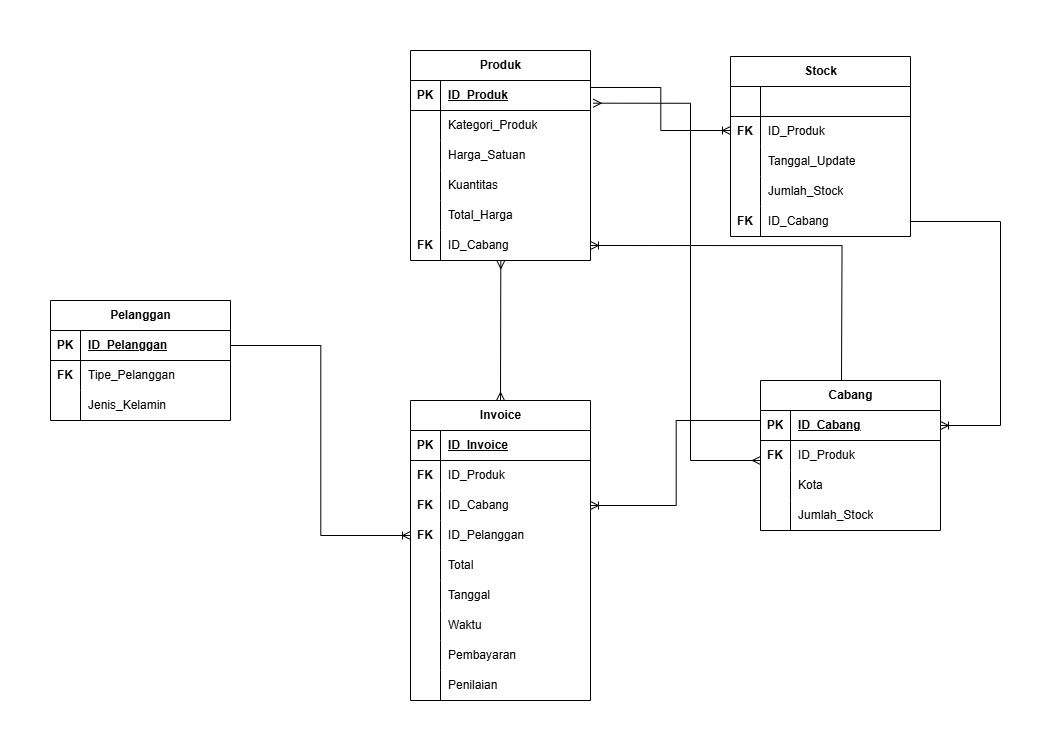 Produk
PK ID_Produk
Kategori_Produk
Harga_Satuan
Kuantitas
Total_Harga
FK ID_Cabang
Stock
FK ID_Produk
Tanggal_Update
Jumlah_Stock
FK ID_Cabang
Pelanggan
PK ID_Pelanggan
FK Tipe_Pelanggan
Jenis_Kelamin
Invoice
PK ID_Invoice
FK ID_Produk
FK ID_Cabang
FK ID_Pelanggan
Total
Tanggal
Waktu
Pembayaran
Penilaian
Cabang
PK ID_Cabang
FK ID_Produk
Kota
Jumlah_Stock